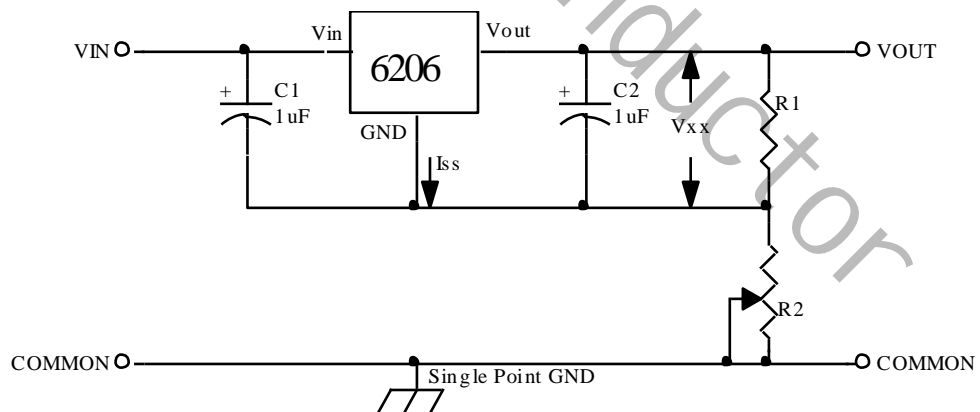 VIN
Vin
6206
Vout
VOUT
+
C1
1uF
GND
Iss
+
C2
1uF
Vxx
R1
R2
COMMON
Single Point GND
COMMON
nductor